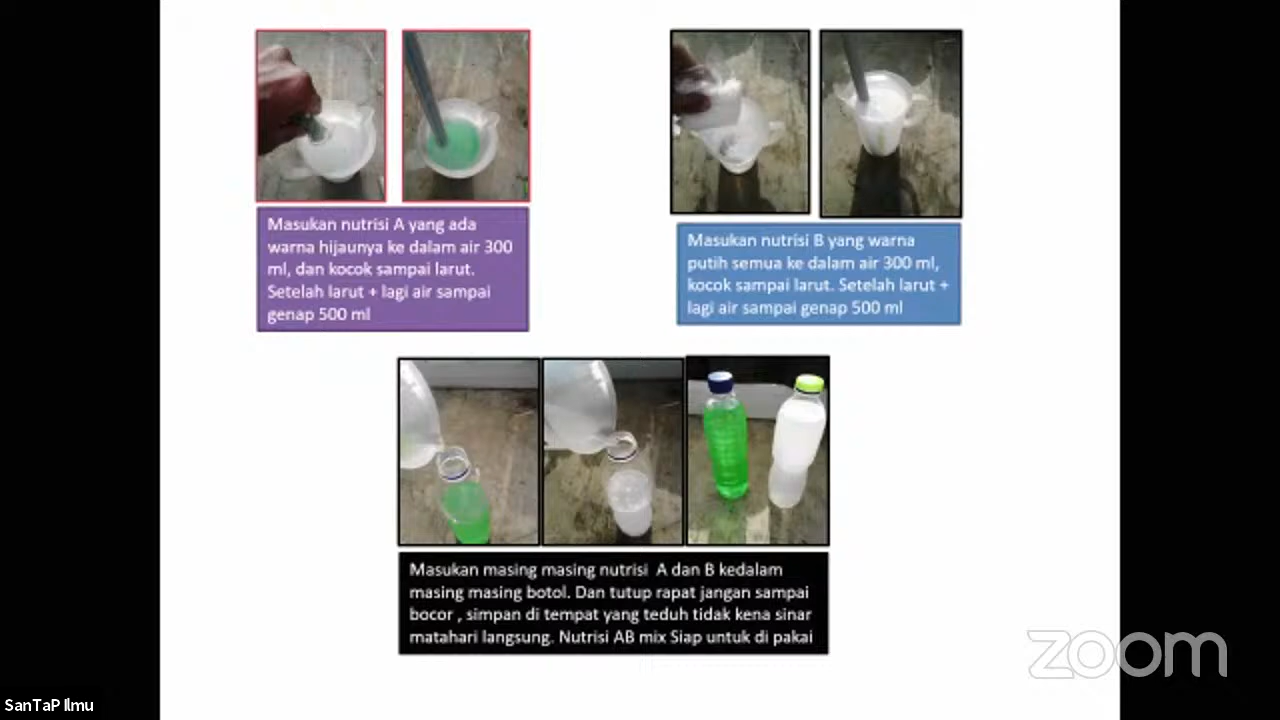 Masukan nutrisi A yang ada
warna hijaunya ke dalam air 300
ml, dan kocok sampai larut.
Setelah larut + lagi air sampai
genap 500 ml
Masukan nutrisi B yang warna
putih semua ke dalam air 300 ml,
kocok sampai larut. Setelah larut +
lagi air sampai genap 500 ml
Masukan masing masing nutrisi A dan B kedalam
masing masing botol. Dan tutup rapat jangan sampai
bocor , simpan di tempat yang teduh tidak kena sinar
matahari langsung. Nutrisi AB mix Siap untuk di pakai
zoom
SanTaP Ilmu